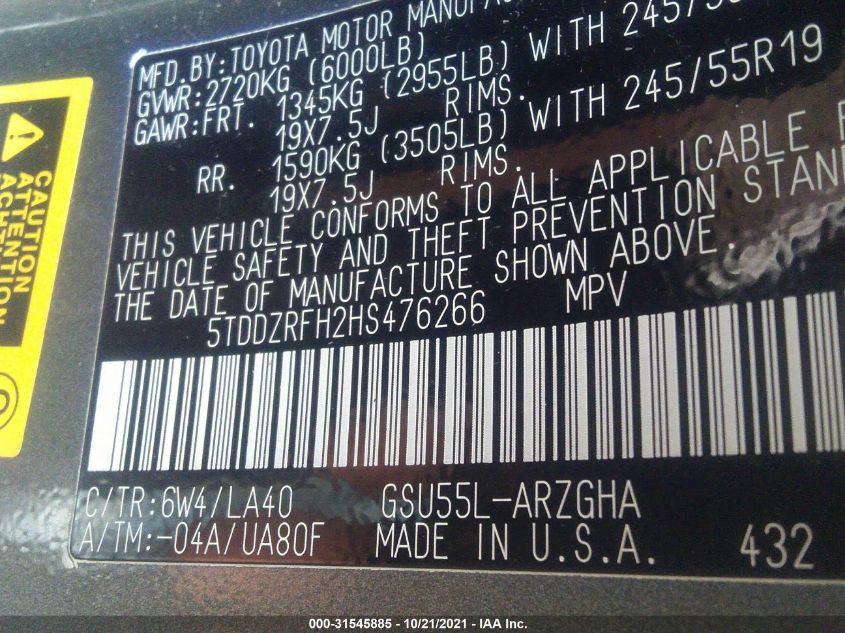 MFD. BY: TOYOTA MOTOR
GVWR: 2720KG (6000LB)
GAWR: FRT. 1345KG (2955LB) WITH
19X7.5J RIMS.
RR. 1590KG (3505LB) WITH 245/55R19
19X7.5J RIMS.
THIS VEHICLE CONFORMS TO ALL APPLICABLE
VEHICLE SAFETY AND THEFT PREVENTION
THE DATE OF MANUFACTURE SHOWN ABOVE.
5TDDZRFH2HS476266 MPV
C/TR: 6W4/LA40 GSU55L-ARZGHA
A/TM: -04A/UA80F MADE IN U.S.A. 432
CAUTION
ATTENTION
000-31545885 - 10/21/2021 - IAA Inc.